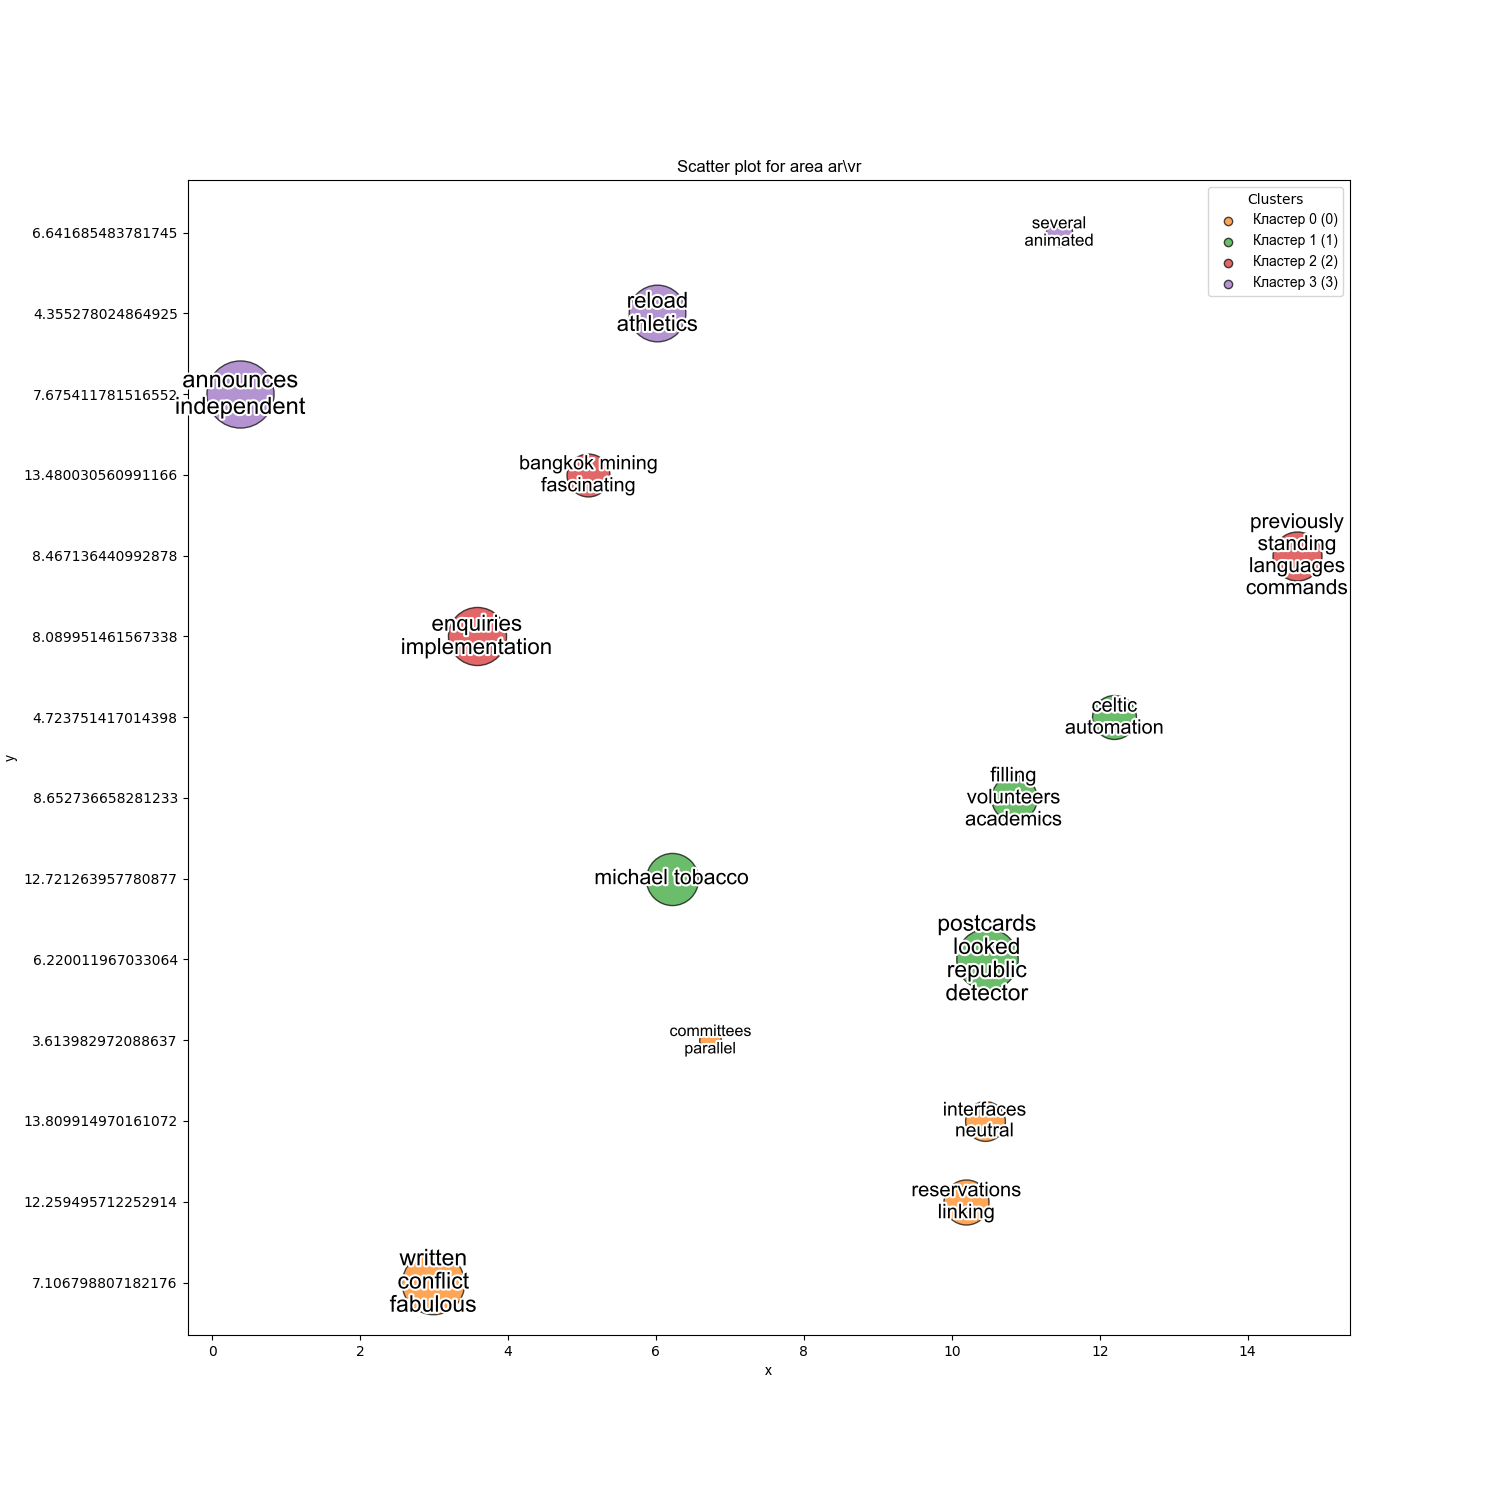 Scatter plot for area ar\vr
Clusters
Кластер 0 (0)
Кластер 1 (1)
Кластер 2 (2)
Кластер 3 (3)
6.641685483781745
4.355278024864925
7.675411781516552
13.480030560991166
8.467136440992878
8.089951461567338
4.723751417014398
8.652736658281233
12.721263957780877
6.220011967033064
3.613982972088637
13.809914970161072
12.259495712252914
7.106798807182176
y
several
animated
reload
athletics
announces
independent
bangkok mining
fascinating
previously
standing
languages
commands
enquiries
implementation
celtic
automation
filling
volunteers
academics
michael tobacco
postcards
looked
republic
detector
committees
parallel
interfaces
neutral
reservations
linking
written
conflict
fabulous
0 2 4 6 8 10 12 14
x